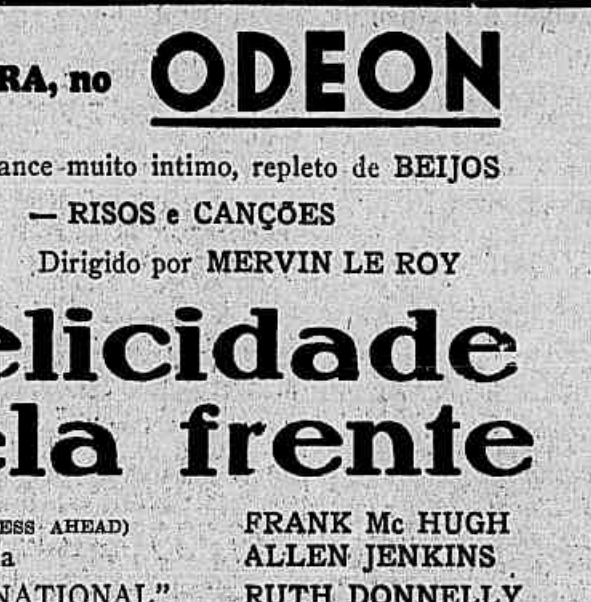 RA, no ODEON
ance muito intimo, repleto de BEIJOS
— RISOS e CANÇÕES
Dirigido por MERVIN LE ROY
elicidade
ela frente
ESS AHEAD) FRANK Mc HUGH
a ALLEN JENKINS
NATIONAL" RUTH DONNELLY